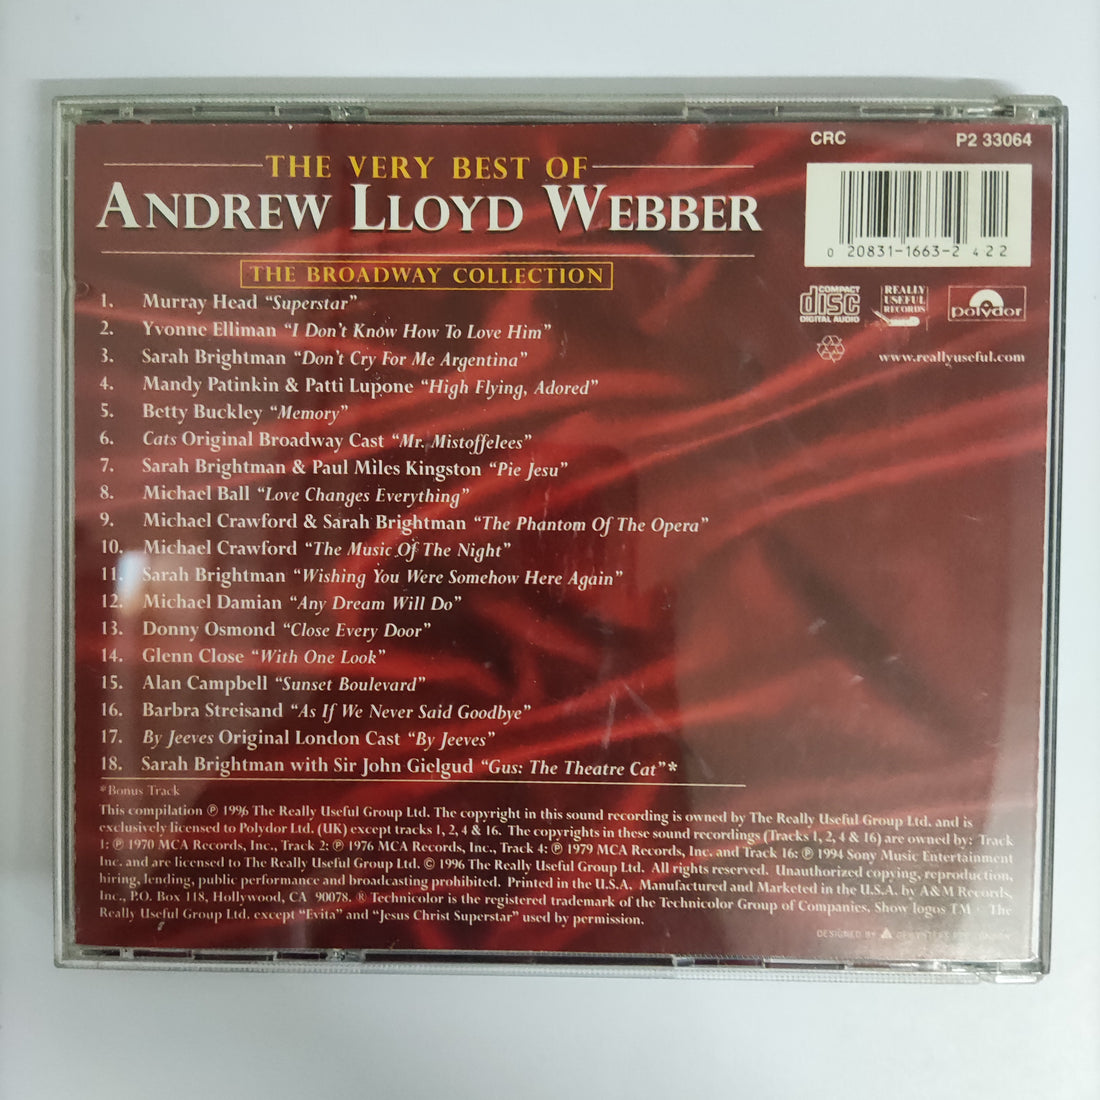 THE VERY BEST OF
ANDREW LLOYD WEBBER
THE BROADWAY COLLECTION
CRC P2 33064
0 20831-1663-2 422
COMPACT
disc
DIGITAL AUDIO
REALLY
USEFUL
RECORDS
polydor
www.reallyuseful.com
1. Murray Head “Superstar”
2. Yvonne Elliman “I Don't Know How To Love Him”
3. Sarah Brightman “Don't Cry For Me Argentina”
4. Mandy Patinkin & Patti Lupone “High Flying, Adored”
5. Betty Buckley “Memory”
6. Cats Original Broadway Cast “Mr. Mistoffelees”
7. Sarah Brightman & Paul Miles Kingston “Pie Jesu”
8. Michael Ball “Love Changes Everything”
9. Michael Crawford & Sarah Brightman “The Phantom Of The Opera”
10. Michael Crawford “The Music Of The Night”
11. Sarah Brightman “Wishing You Were Somehow Here Again”
12. Michael Damian “Any Dream Will Do”
13. Donny Osmond “Close Every Door”
14. Glenn Close “With One Look”
15. Alan Campbell “Sunset Boulevard”
16. Barbra Streisand “As If We Never Said Goodbye”
17. By Jeeves Original London Cast “By Jeeves”
18. Sarah Brightman with Sir John Gielgud “Gus: The Theatre Cat”*
*Bonus Track
This compilation ℗ 1996 The Really Useful Group Ltd. The copyright in this sound recording is owned by The Really Useful Group Ltd. and is
exclusively licensed to Polydor Ltd. (UK) except tracks 1, 2, 4 & 16. The copyrights in these sound recordings (Tracks 1, 2, 4 & 16) are owned by: Track
1: ℗ 1970 MCA Records, Inc., Track 2: ℗ 1976 MCA Records, Inc., Track 4: ℗ 1979 MCA Records, Inc. and Track 16: ℗ 1994 Sony Music Entertainment
Inc. and are licensed to The Really Useful Group Ltd. © 1996 The Really Useful Group Ltd. All rights reserved. Unauthorized copying, reproduction,
hiring, lending, public performance and broadcasting prohibited. Printed in the U.S.A. Manufactured and Marketed in the U.S.A. by A&M Records,
Inc., P.O. Box 118, Hollywood, CA 90078. ® Technicolor is the registered trademark of the Technicolor Group of Companies. Show logos TM · The
Really Useful Group Ltd. except “Evita” and “Jesus Christ Superstar” used by permission.
DESIGNED BY